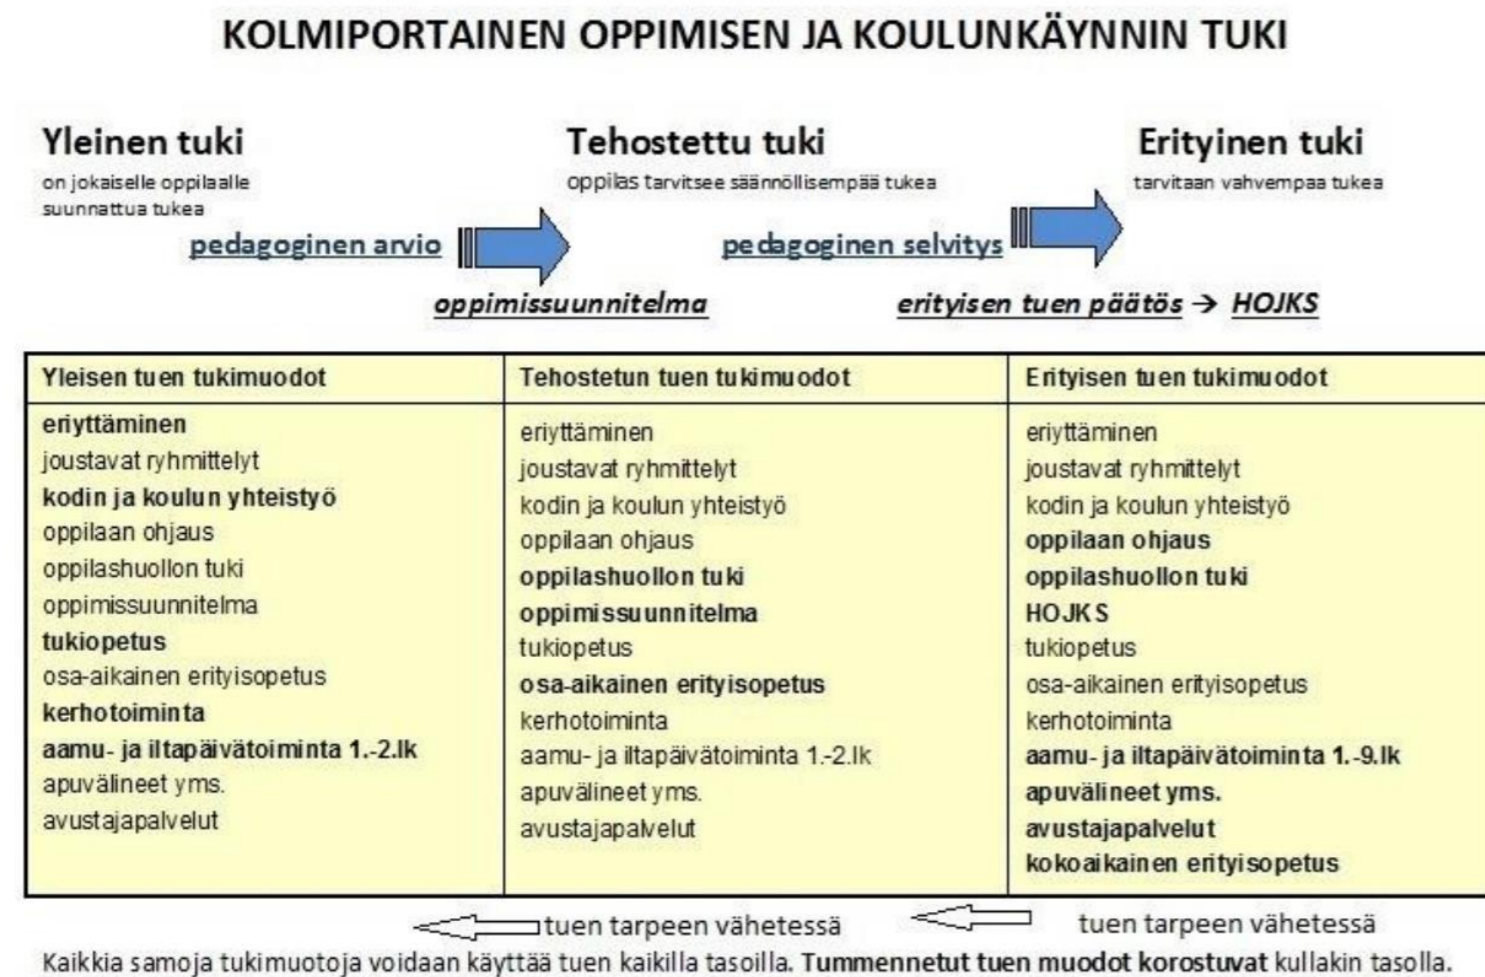 KOLMIPORTAINEN OPPIMISEN JA KOULUNKÄYNNIN TUKI
Yleinen tuki
on jokaiselle oppilaalle
suunnattua tukea
Tehostettu tuki
oppilas tarvitsee säännöllisempää tukea
Erityinen tuki
tarvitaan vahvempaa tukea
pedagoginen arvio
pedagoginen selvitys
oppimissuunnitelma
erityisen tuen päätös → HOJKS
Yleisen tuen tukimuodot
eriyttäminen
joustavat ryhmittelyt
kodin ja koulun yhteistyö
oppilaan ohjaus
oppilashuollon tuki
oppimissuunnitelma
tukiopetus
osa-aikainen erityisopetus
kerhotoiminta
aamu- ja iltapäivätoiminta 1.-2.lk
apuvälineet yms.
avustajapalvelut
Tehostetun tuen tukimuodot
eriyttäminen
joustavat ryhmittelyt
kodin ja koulun yhteistyö
oppilaan ohjaus
oppilashuollon tuki
oppimissuunnitelma
tukiopetus
osa-aikainen erityisopetus
kerhotoiminta
aamu- ja iltapäivätoiminta 1.-2.lk
apuvälineet yms.
avustajapalvelut
Erityisen tuen tukimuodot
eriyttäminen
joustavat ryhmittelyt
kodin ja koulun yhteistyö
oppilaan ohjaus
oppilashuollon tuki
HOJKS
tukiopetus
osa-aikainen erityisopetus
kerhotoiminta
aamu- ja iltapäivätoiminta 1.-9.lk
apuvälineet yms.
avustajapalvelut
kokoaikainen erityisopetus
tuen tarpeen vähetessä
tuen tarpeen vähetessä
Kaikkia samoja tukimuotoja voidaan käyttää tuen kaikilla tasoilla. Tummennetut tuen muodot korostuvat kullakin tasolla.